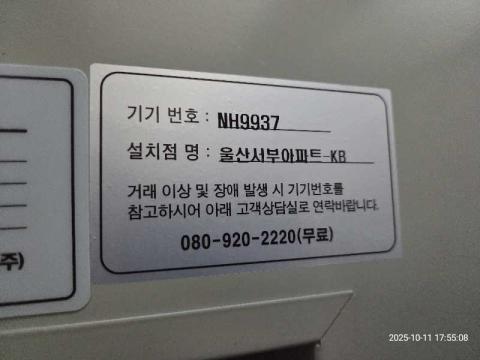 기기 번호 : NH9937
설치점 명 : 울산서부아파트-KB
거래 이상 및 장애 발생 시 기기번호를
참고하시어 아래 고객상담실로 연락바랍니다.
080-920-2220(무료)
주)
2025-10-11 17:55:08